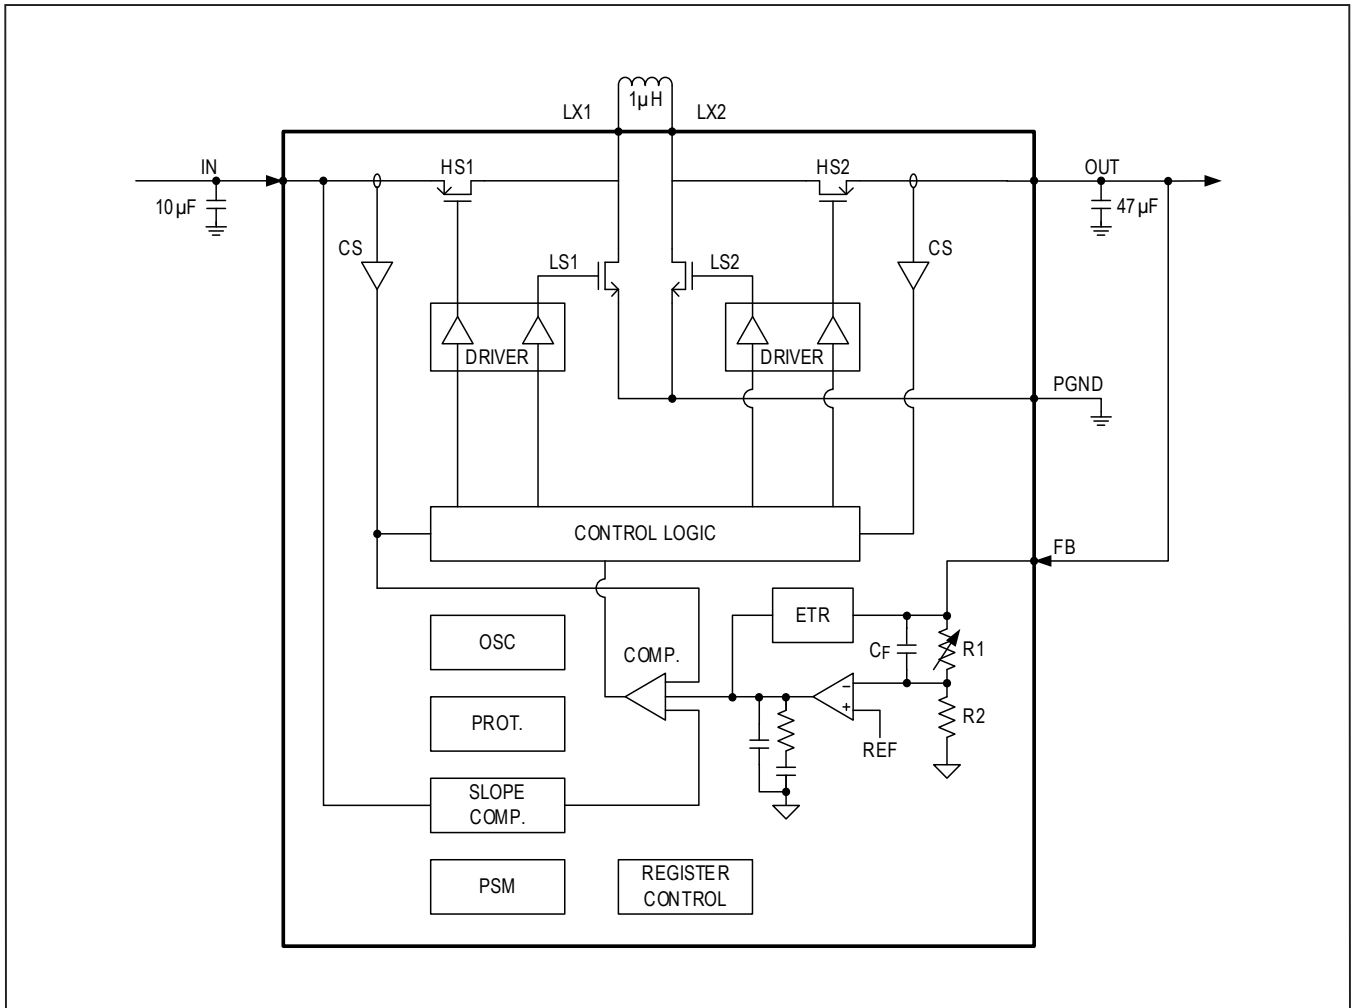 1µH
LX1
LX2
IN
HS1
HS2
OUT
10µF
47µF
CS
LS1
LS2
CS
DRIVER
DRIVER
PGND
CONTROL LOGIC
FB
ETR
OSC
COMP.
CF
R1
PROT.
−
+
R2
REF
SLOPE
COMP.
PSM
REGISTER
CONTROL